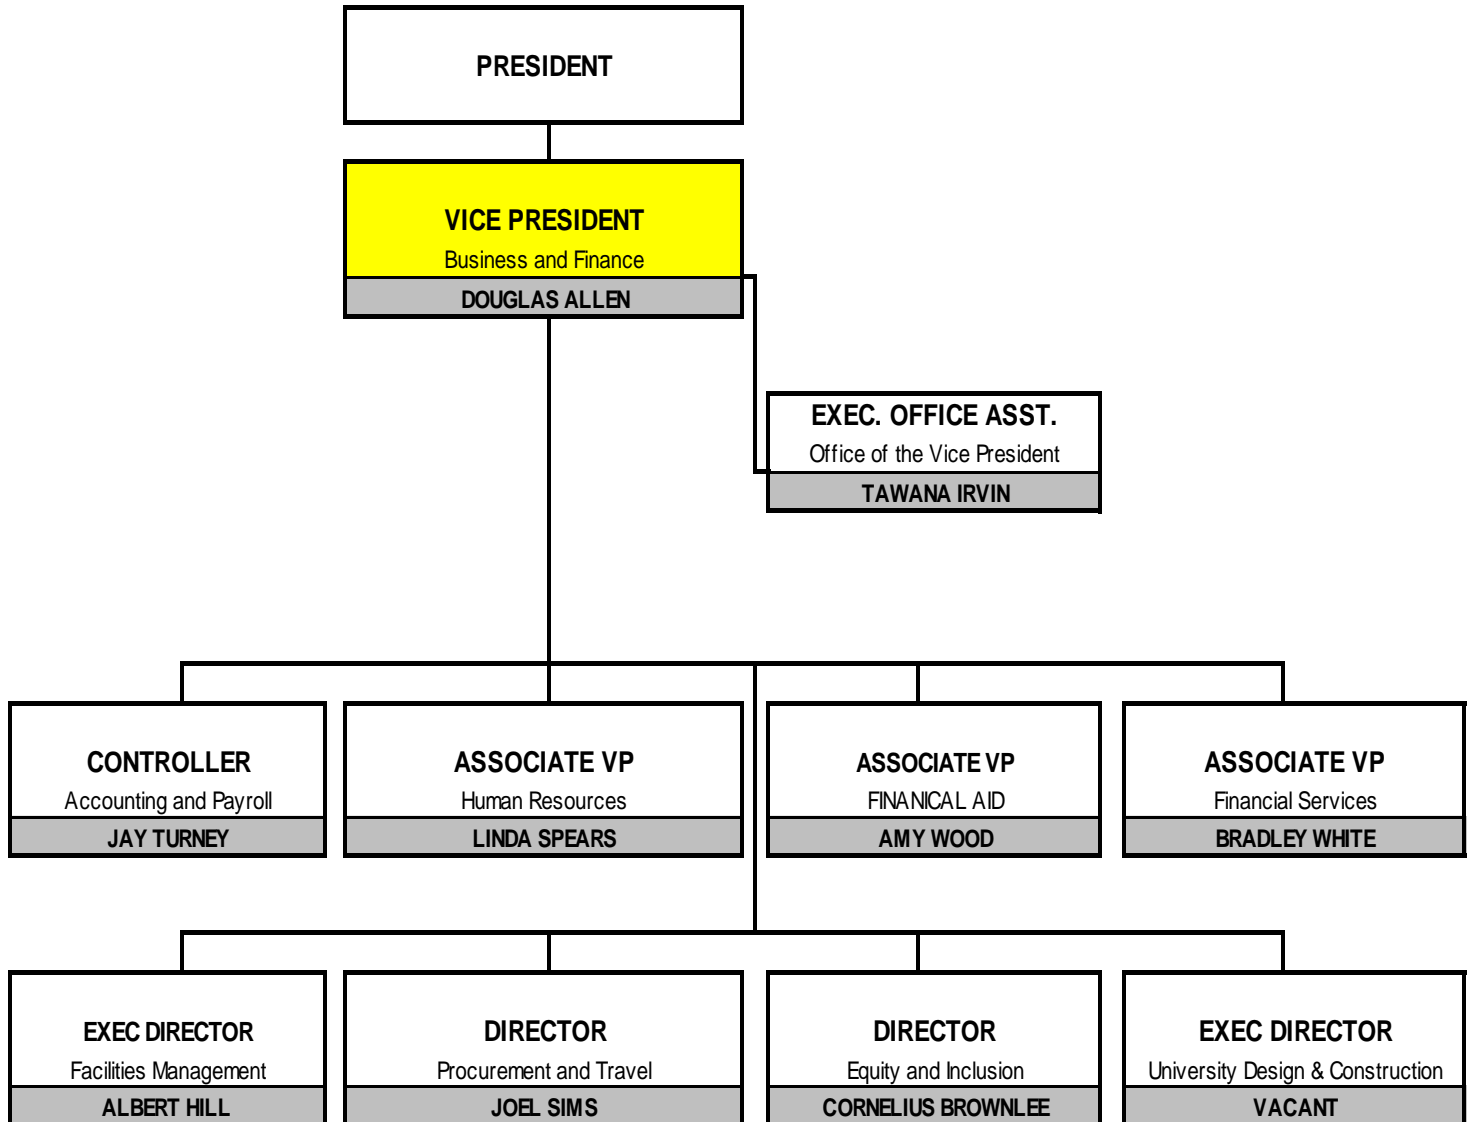 PRESIDENT
VICE PRESIDENT
Business and Finance
DOUGLAS ALLEN
EXEC. OFFICE ASST.
Office of the Vice President
TAWANA IRVIN
CONTROLLER
Accounting and Payroll
JAY TURNEY
ASSOCIATE VP
Human Resources
LINDA SPEARS
ASSOCIATE VP
FINANICAL AID
AMY WOOD
ASSOCIATE VP
Financial Services
BRADLEY WHITE
EXEC DIRECTOR
Facilities Management
ALBERT HILL
DIRECTOR
Procurement and Travel
JOEL SIMS
DIRECTOR
Equity and Inclusion
CORNELIUS BROWNLEE
EXEC DIRECTOR
University Design & Construction
VACANT